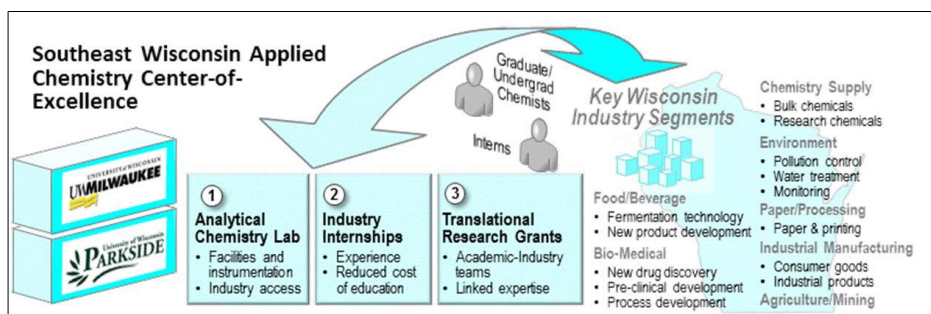 Southeast Wisconsin Applied
Chemistry Center-of-
Excellence
UNIVERSITY of WISCONSIN
UWMILWAUKEE
University of Wisconsin
PARKSIDE
1
Analytical
Chemistry Lab
• Facilities and
instrumentation
• Industry access
2
Industry
Internships
• Experience
• Reduced cost
of education
3
Translational
Research Grants
• Academic-Industry
teams
• Linked expertise
Graduate/
Undergrad
Chemists
Interns
Key Wisconsin
Industry Segments
Food/Beverage
• Fermentation technology
• New product development
Bio-Medical
• New drug discovery
• Pre-clinical development
• Process development
Chemistry Supply
• Bulk chemicals
• Research chemicals
Environment
• Pollution control
• Water treatment
• Monitoring
Paper/Processing
• Paper & printing
Industrial Manufacturing
• Consumer goods
• Industrial products
Agriculture/Mining